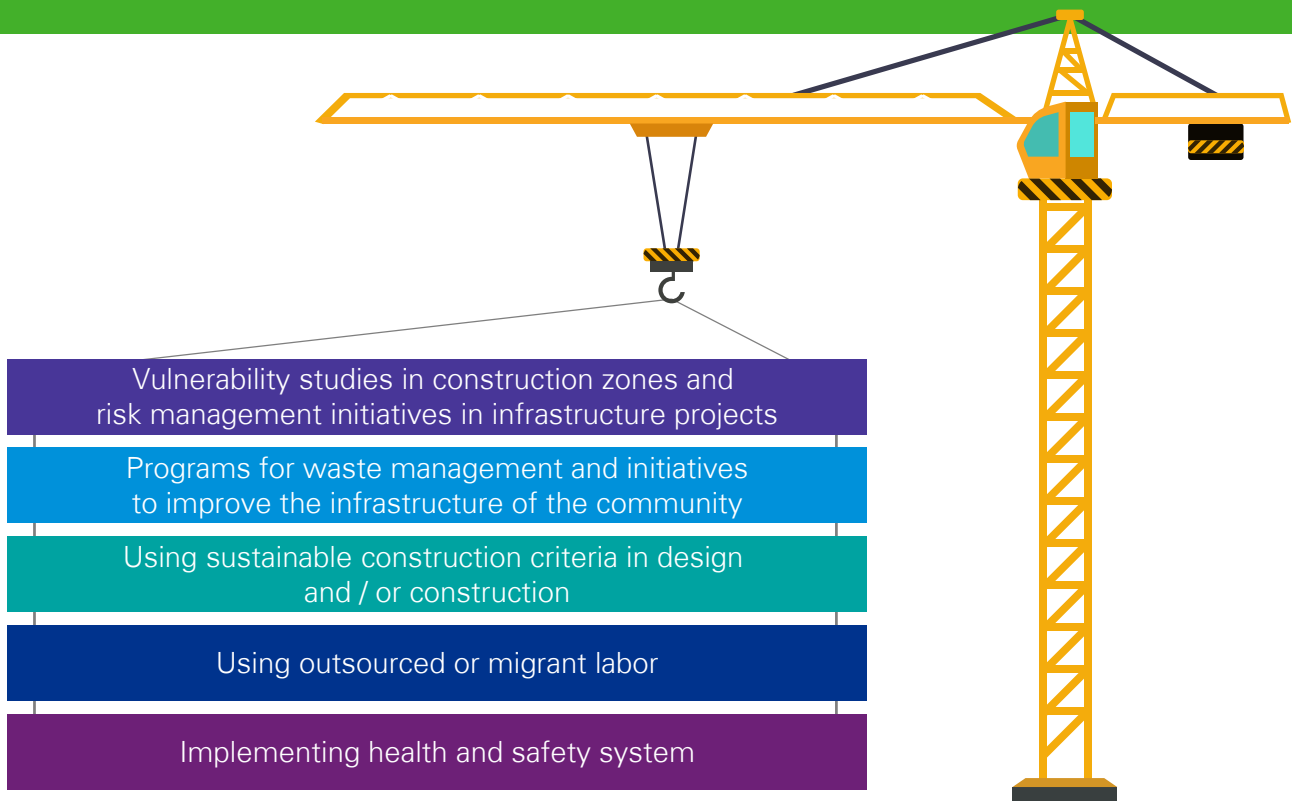 Vulnerability studies in construction zones and
risk management initiatives in infrastructure projects
Programs for waste management and initiatives
to improve the infrastructure of the community
Using sustainable construction criteria in design
and / or construction
Using outsourced or migrant labor
Implementing health and safety system